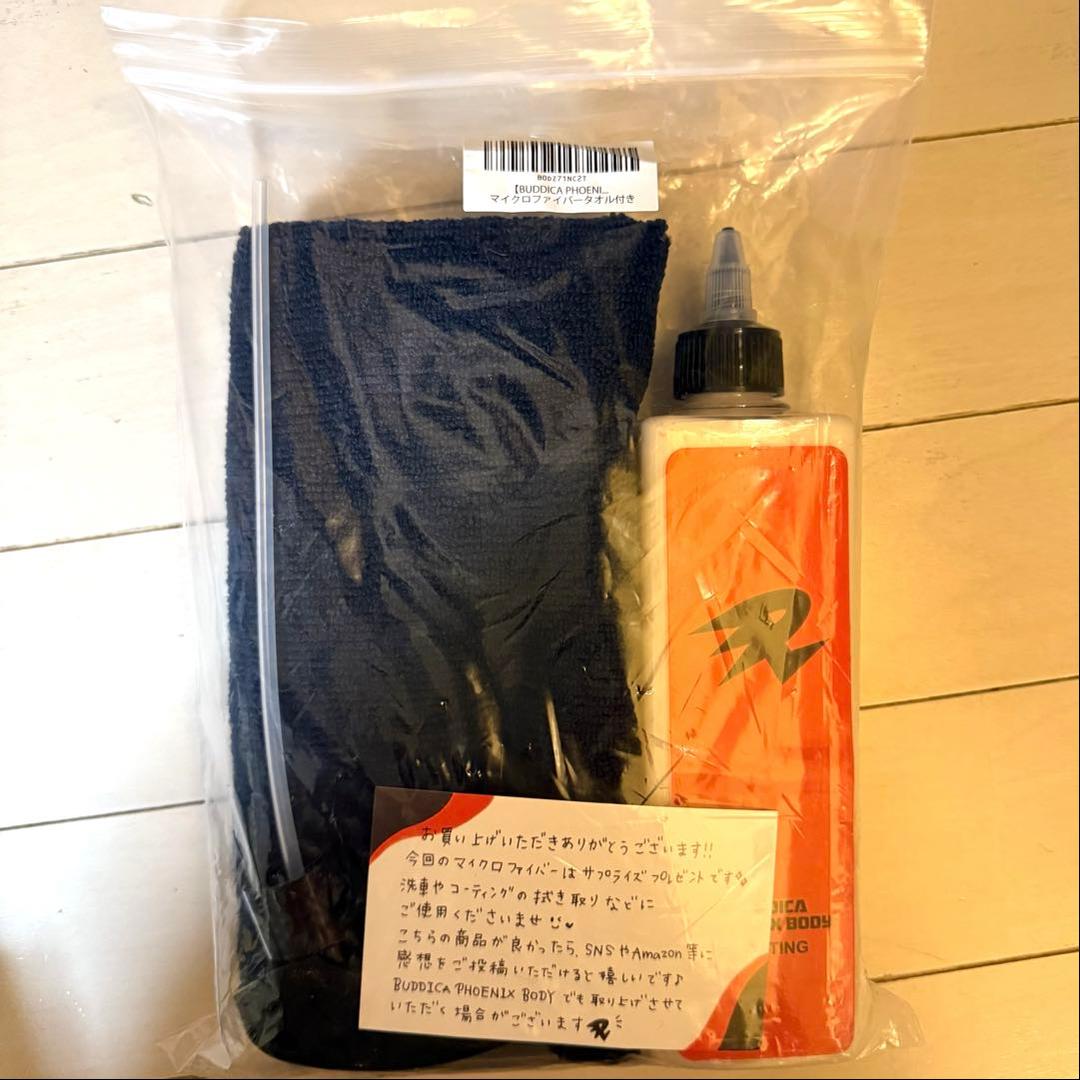 B0DZ71NC2T
【BUDDICA PHOENI...
マイクロファイバータオル付き
お買い上げいただきありがとうございます!!
今回のマイクロファイバーはサプライズプレゼントです
洗車やコーティングの拭き取りなどに
ご使用くださいませ
こちらの商品が良かったら、SNSやAmazon等に
感想をご投稿いただけると嬉しいです♪
BUDDICA PHOENIX BODYでも取り上げさせて
いただく場合がございます
DICA
X BODY
TING